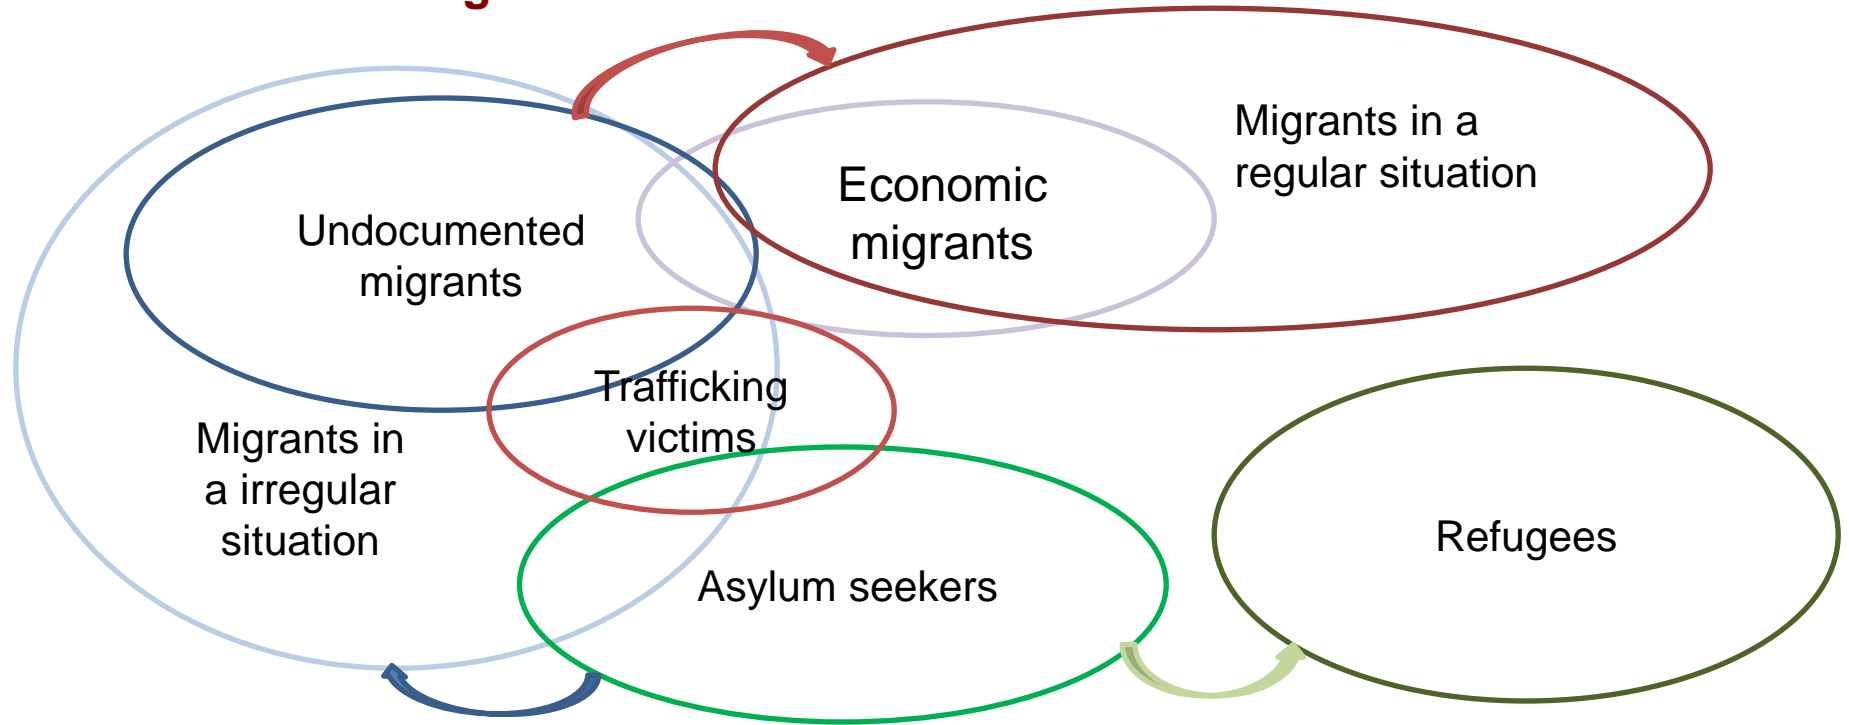 Migrants in a
regular situation
Economic
migrants
Undocumented
migrants
Trafficking
victims
Migrants in
a irregular
situation
Refugees
Asylum seekers